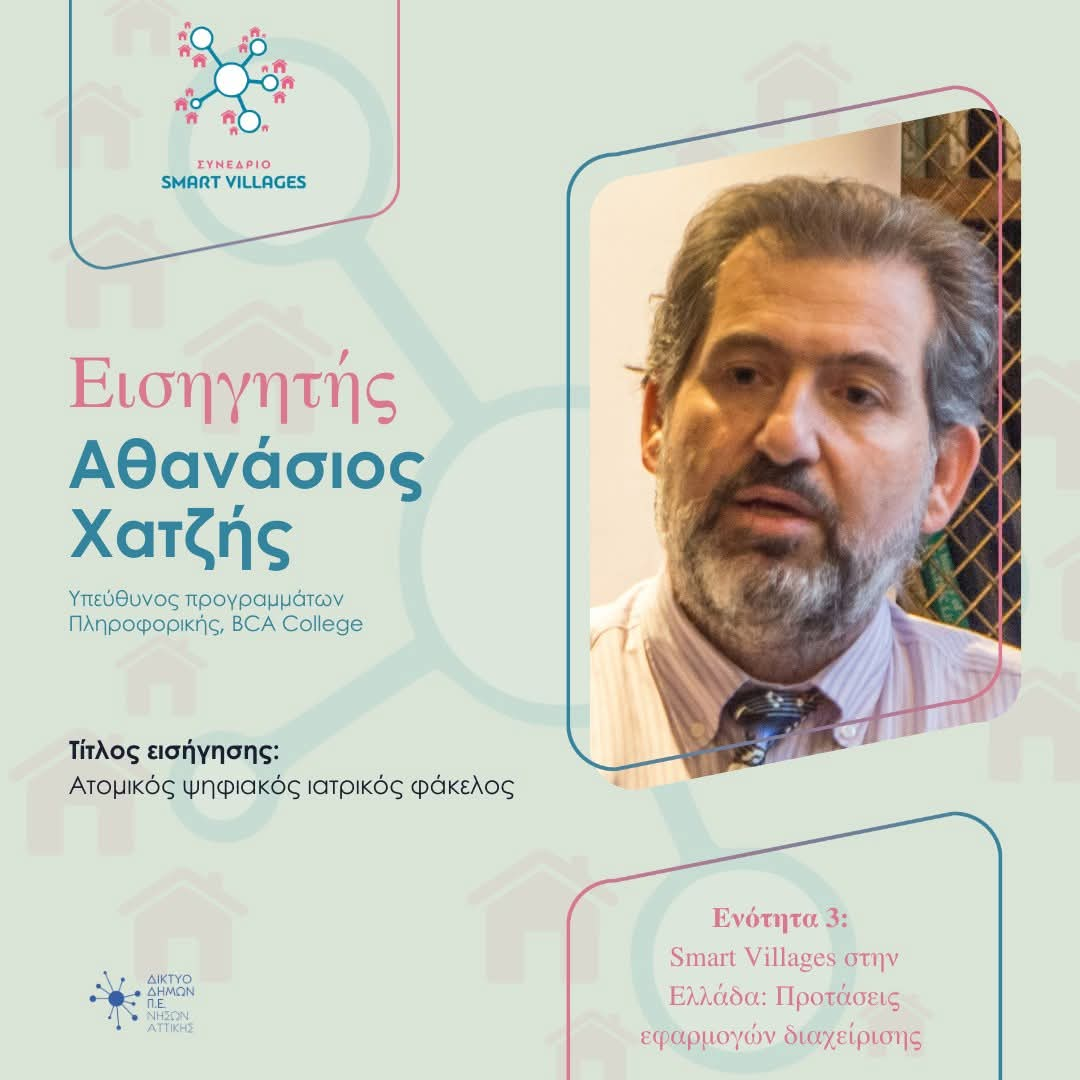 ΣΥΝΕΔΡΙΟ
SMART VILLAGES
Εισηγητής
Αθανάσιος
Χατζής
Υπεύθυνος προγραμμάτων
Πληροφορικής, BCA College
Τίτλος εισήγησης:
Ατομικός ψηφιακός ιατρικός φάκελος
Ενότητα 3:
Smart Villages στην
Ελλάδα: Προτάσεις
εφαρμογών διαχείρισης
ΔΙΚΤΥΟ
ΔΗΜΩΝ
Π.Ε.
ΝΗΣΩΝ
ΑΤΤΙΚΗΣ